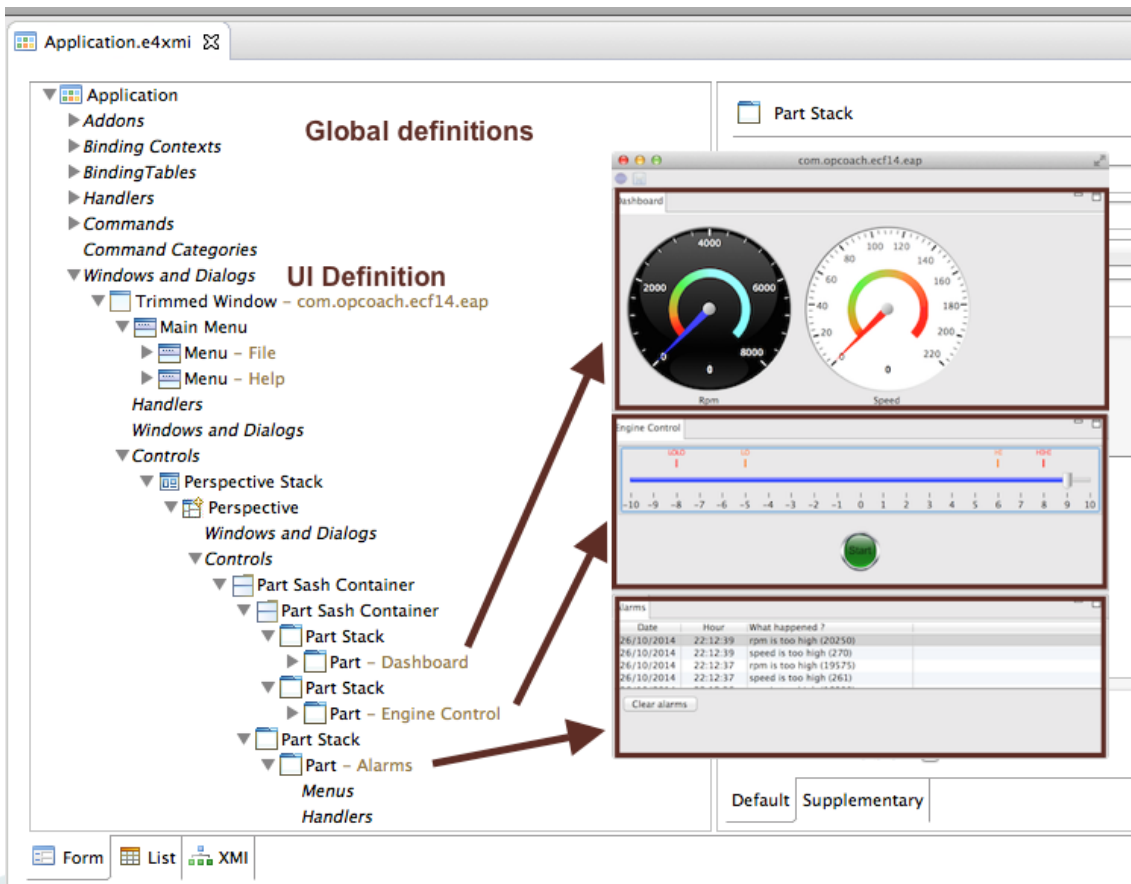 Application.e4xmi
Application
Addons
Global definitions
Binding Contexts
BindingTables
Handlers
Commands
Command Categories
Windows and Dialogs
UI Definition
Trimmed Window – com.opcoach.ecf14.eap
Main Menu
Menu – File
Menu – Help
Handlers
Windows and Dialogs
Controls
Perspective Stack
Perspective
Windows and Dialogs
Controls
Part Sash Container
Part Sash Container
Part Stack
Part – Dashboard
Part Stack
Part – Engine Control
Part Stack
Part – Alarms
Menus
Handlers
Form List XMI
Part Stack
com.opcoach.ecf14.eap
Dashboard
0 2000 4000 6000 8000
0
Rpm
0 20 40 60 80 100 120 140 160 180 200 220
0
Speed
Engine Control
LOLO LO HI HIHI
-10 -9 -8 -7 -6 -5 -4 -3 -2 -1 0 1 2 3 4 5 6 7 8 9 10
Start
Alarms
Date Hour What happened ?
26/10/2014 22:12:39 rpm is too high (20250)
26/10/2014 22:12:39 speed is too high (270)
26/10/2014 22:12:37 rpm is too high (19575)
26/10/2014 22:12:37 speed is too high (261)
Clear alarms
Default Supplementary